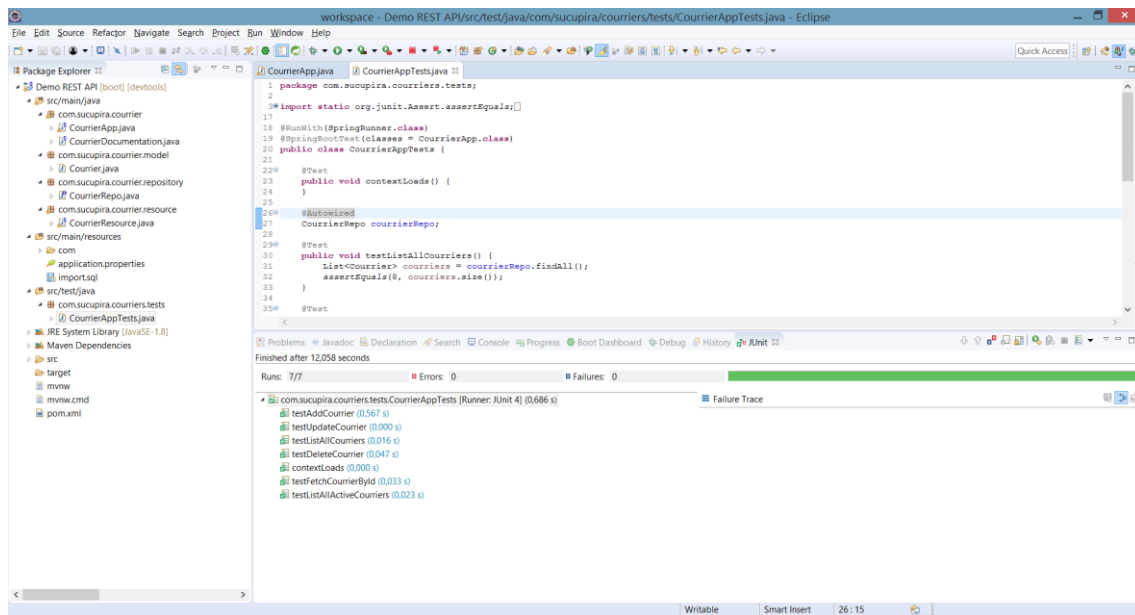 workspace - Demo REST API/src/test/java/com/sucupira/courriers/tests/CourrierAppTests.java - Eclipse
File Edit Source Refactor Navigate Search Project Run Window Help
Quick Access
Package Explorer
Demo REST API [boot] [devtools]
src/main/java
com.sucupira.courrier
CourrierApp.java
CourrierDocumentation.java
com.sucupira.courrier.model
Courrier.java
com.sucupira.courrier.repository
CourrierRepo.java
com.sucupira.courrier.resource
CourrierResource.java
src/main/resources
com
application.properties
import.sql
src/test/java
com.sucupira.courriers.tests
CourrierAppTests.java
JRE System Library [JavaSE-1.8]
Maven Dependencies
src
target
mvnw
mvnw.cmd
pom.xml
CourrierApp.java CourrierAppTests.java
1 package com.sucupira.courriers.tests;
2
3 import static org.junit.Assert.assertEquals;
17
18 @RunWith(SpringRunner.class)
19 @SpringBootTest(classes = CourrierApp.class)
20 public class CourrierAppTests {
21
22 @Test
23 public void contextLoads() {
24 }
25
26 @Autowired
27 CourrierRepo courrierRepo;
28
29 @Test
30 public void testListAllCourriers() {
31 List<Courrier> courriers = courrierRepo.findAll();
32 assertEquals(8, courriers.size());
33 }
34
35 @Test
Problems Javadoc Declaration Search Console Progress Boot Dashboard Debug History JUnit
Finished after 12,058 seconds
Runs: 7/7 Errors: 0 Failures: 0
com.sucupira.courriers.tests.CourrierAppTests [Runner: JUnit 4] (0,686 s)
testAddCourrier (0,567 s)
testUpdateCourrier (0,000 s)
testListAllCourriers (0,016 s)
testDeleteCourrier (0,047 s)
contextLoads (0,000 s)
testFetchCourrierById (0,033 s)
testListAllActiveCourriers (0,023 s)
Failure Trace
Writable Smart Insert 26 : 15